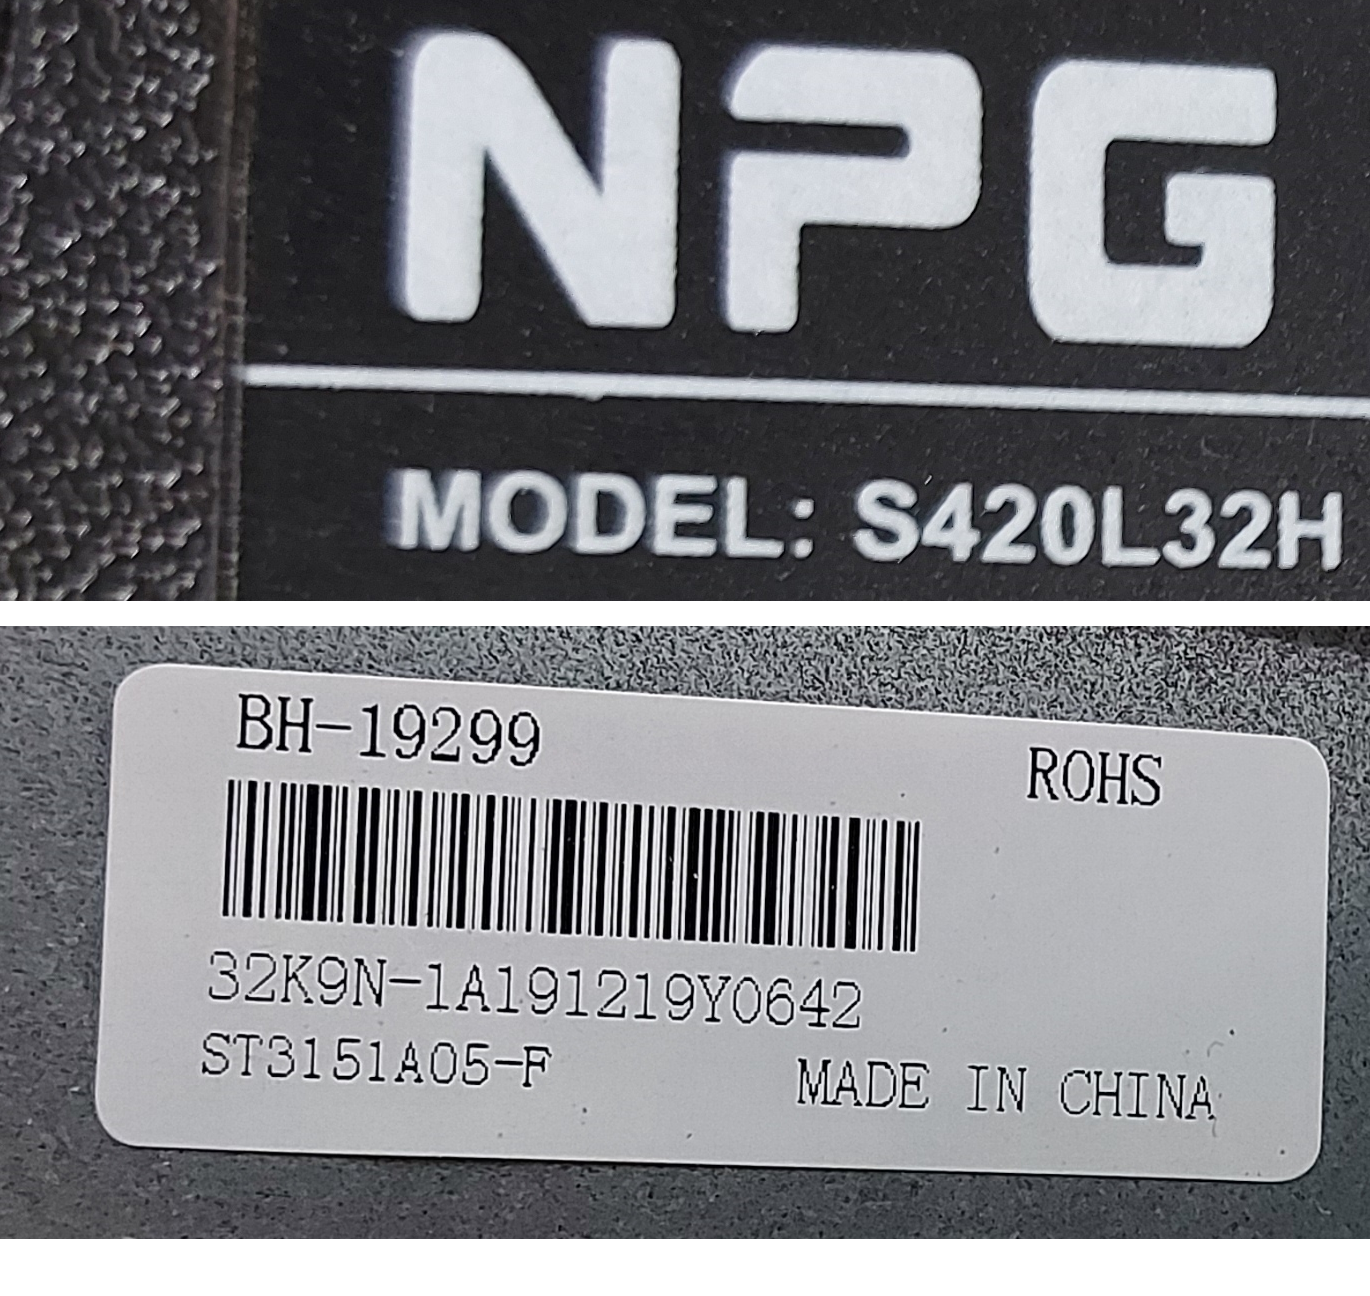 NPG
MODEL: S420L32H
BH-19299
ROHS
32K9N-1A191219Y0642
ST3151A05-F
MADE IN CHINA